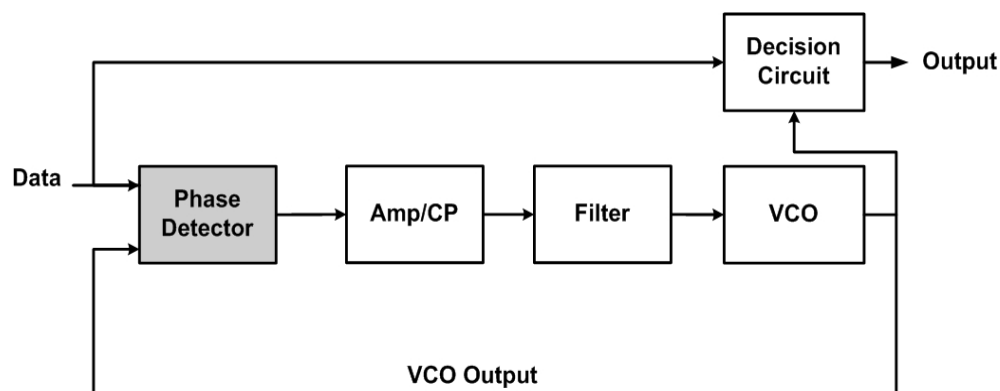 Decision
Circuit
Output
Data
Phase
Detector
Amp/CP
Filter
VCO
VCO Output